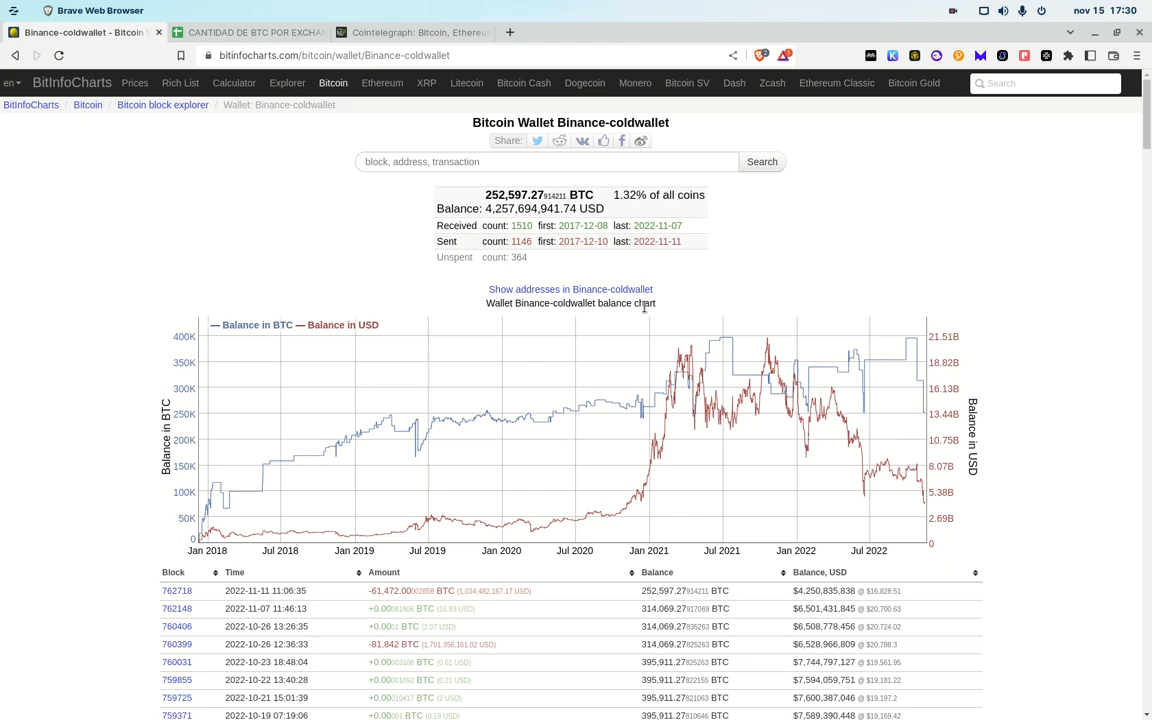 Brave Web Browser
nov 15 17:30
Binance-coldwallet - Bitcoin W
CANTIDAD DE BTC POR EXCHAN
Cointelegraph: Bitcoin, Ethereum
bitinfocharts.com/bitcoin/wallet/Binance-coldwallet
en BitInfoCharts Prices Rich List Calculator Explorer Bitcoin Ethereum XRP Litecoin Bitcoin Cash Dogecoin Monero Bitcoin SV Dash Zcash Ethereum Classic Bitcoin Gold Search
BitInfoCharts / Bitcoin / Bitcoin block explorer / Wallet: Binance-coldwallet
Bitcoin Wallet Binance-coldwallet
Share:
block, address, transaction Search
252,597.27914211 BTC 1.32% of all coins
Balance: 4,257,694,941.74 USD
Received count: 1510 first: 2017-12-08 last: 2022-11-07
Sent count: 1146 first: 2017-12-10 last: 2022-11-11
Unspent count: 364
Show addresses in Binance-coldwallet
Wallet Binance-coldwallet balance chart
Balance in BTC Balance in USD
400K 21.51B
350K 18.82B
300K 16.13B
250K 13.44B
200K 10.75B
150K 8.07B
100K 5.38B
50K 2.69B
0 0
Balance in BTC
Balance in USD
Jan 2018 Jul 2018 Jan 2019 Jul 2019 Jan 2020 Jul 2020 Jan 2021 Jul 2021 Jan 2022 Jul 2022
Block Time Amount Balance Balance, USD
762718 2022-11-11 11:06:35 -61,472.00002858 BTC (1,034,482,167.17 USD) 252,597.27914211 BTC $4,250,835,838 @ $16,828.51
762148 2022-11-07 11:46:13 +0.00081806 BTC (16.93 USD) 314,069.27917069 BTC $6,501,431,845 @ $20,700.63
760406 2022-10-26 13:26:35 +0.0001 BTC (2.07 USD) 314,069.27835263 BTC $6,508,778,456 @ $20,724.02
760399 2022-10-26 12:36:33 -81,842 BTC (1,701,356,161.02 USD) 314,069.27825263 BTC $6,528,966,809 @ $20,788.3
760031 2022-10-23 18:48:04 +0.00003108 BTC (0.61 USD) 395,911.27825263 BTC $7,744,797,127 @ $19,561.95
759855 2022-10-22 13:40:28 +0.00001092 BTC (0.21 USD) 395,911.27822155 BTC $7,594,059,751 @ $19,181.22
759725 2022-10-21 15:01:39 +0.00010417 BTC (2 USD) 395,911.27821063 BTC $7,600,387,046 @ $19,197.2
759371 2022-10-19 07:19:06 +0.00001 BTC (0.19 USD) 395,911.27810646 BTC $7,589,390,448 @ $19,169.42